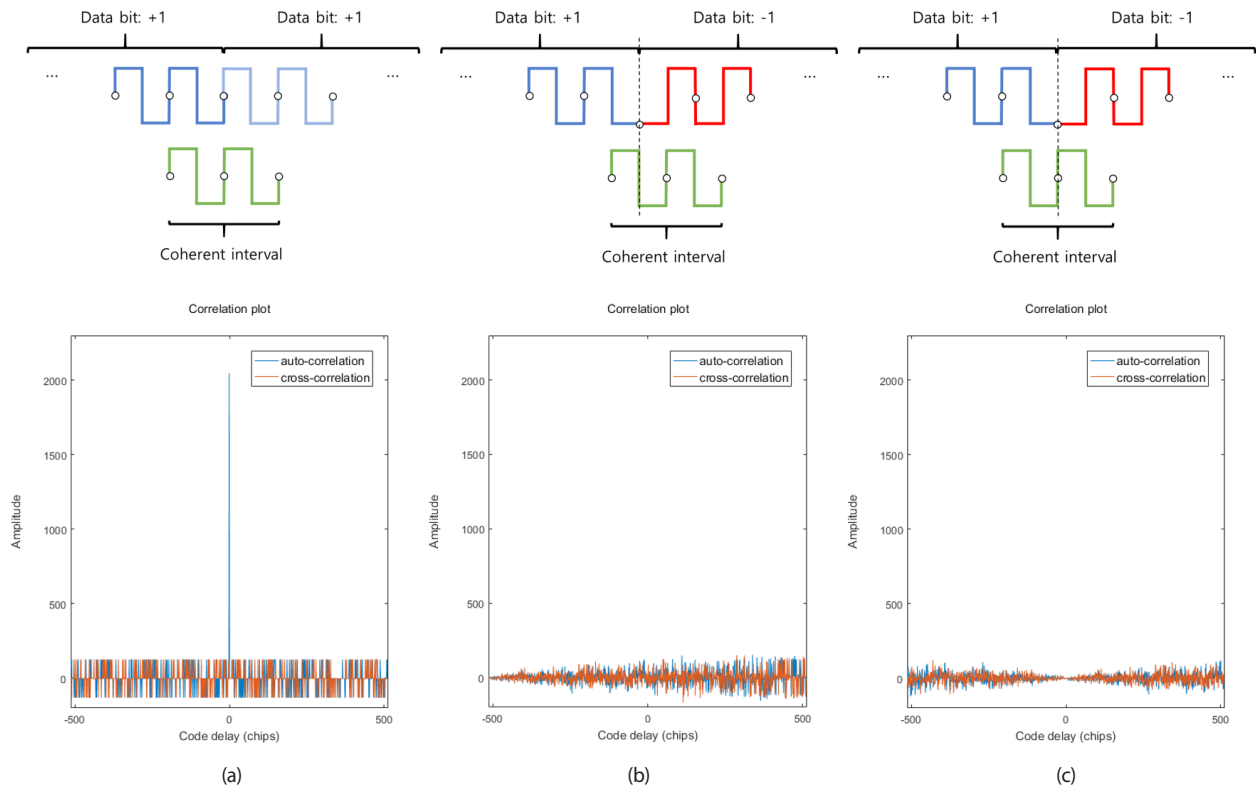 Data bit: +1 Data bit: +1
... ...
Coherent interval
Correlation plot
auto-correlation
cross-correlation
2000
1500
1000
500
0
Amplitude
-500 0 500
Code delay (chips)
(a)
Data bit: +1 Data bit: -1
... ...
Coherent interval
Correlation plot
auto-correlation
cross-correlation
2000
1500
1000
500
0
Amplitude
-500 0 500
Code delay (chips)
(b)
Data bit: +1 Data bit: -1
... ...
Coherent interval
Correlation plot
auto-correlation
cross-correlation
2000
1500
1000
500
0
Amplitude
-500 0 500
Code delay (chips)
(c)